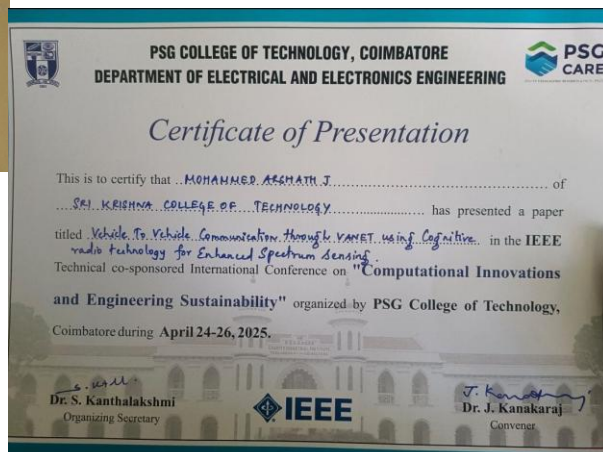 PSG COLLEGE OF TECHNOLOGY, COIMBATORE
DEPARTMENT OF ELECTRICAL AND ELECTRONICS ENGINEERING
PSG
CARE
Certificate of Presentation
This is to certify that MOHAMMED ARSHATH J of
SRI KRISHNA COLLEGE OF TECHNOLOGY has presented a paper
titled Vehicle To Vehicle Communication through VANET using Cognitive in the IEEE
radio technology for Enhanced Spectrum Sensing.
Technical co-sponsored International Conference on "Computational Innovations
and Engineering Sustainability" organized by PSG College of Technology,
Coimbatore during April 24-26, 2025.
Dr. S. Kanthalakshmi
Organizing Secretary
IEEE
Dr. J. Kanakaraj
Convener